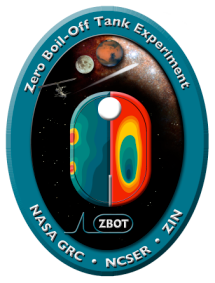 Zero Boil-Off Tank Experiment
ZBOT
NASA GRC • NCSER • ZIN